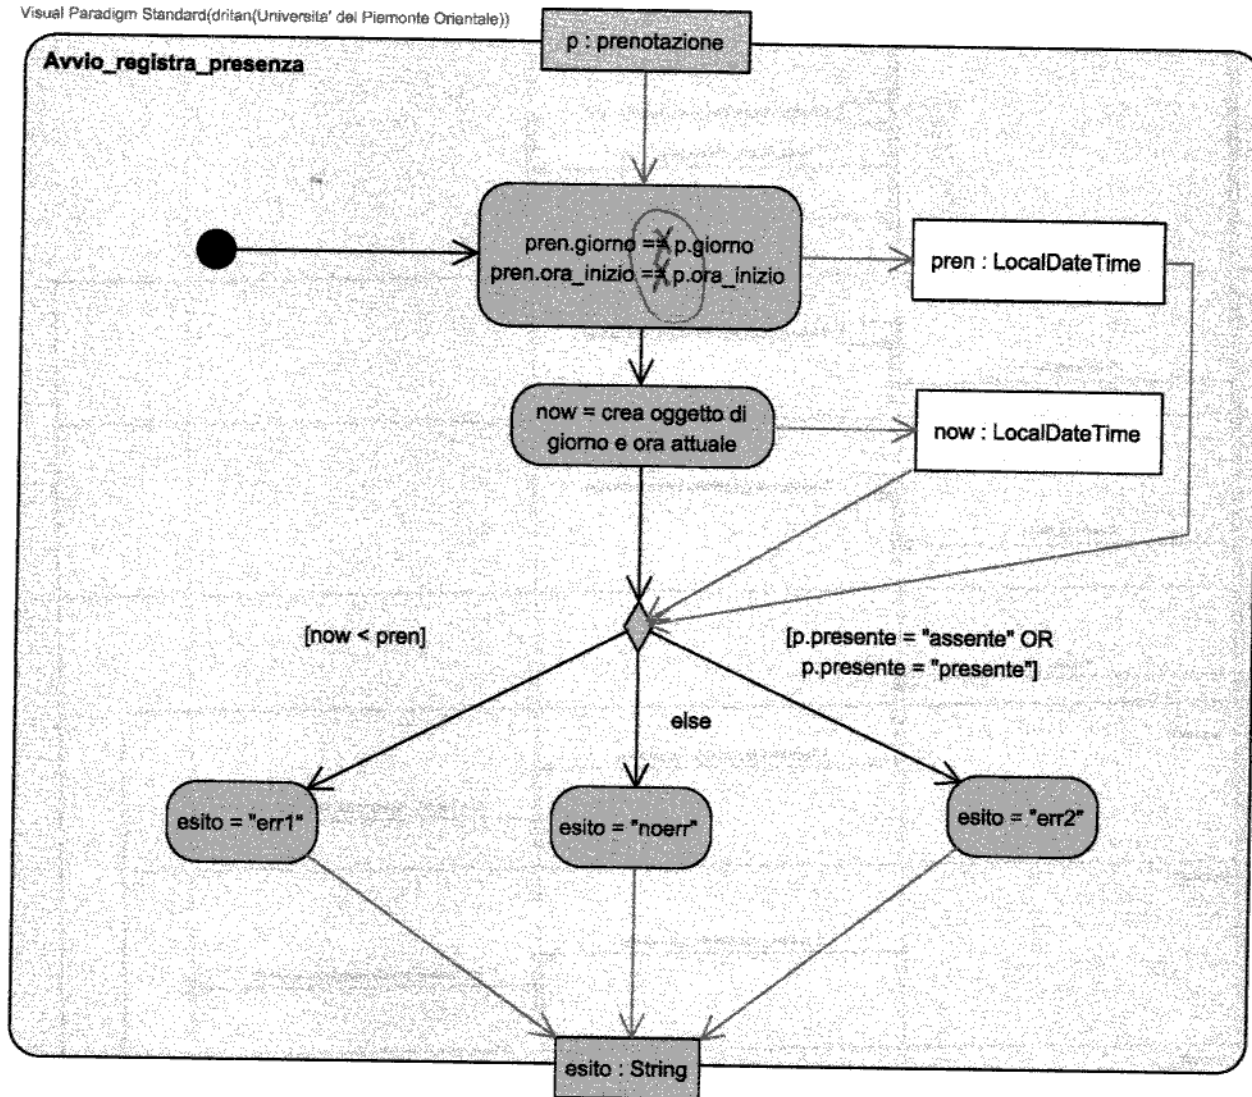 Visual Paradigm Standard(dritan(Universita' del Piemonte Orientale))
p : prenotazione
Avvio_registra_presenza
pren.giorno == p.giorno
pren.ora_inizio == p.ora_inizio
pren : LocalDateTime
now = crea oggetto di
giorno e ora attuale
now : LocalDateTime
[now < pren]
[p.presente = "assente" OR
p.presente = "presente"]
else
esito = "err1"
esito = "noerr"
esito = "err2"
esito : String